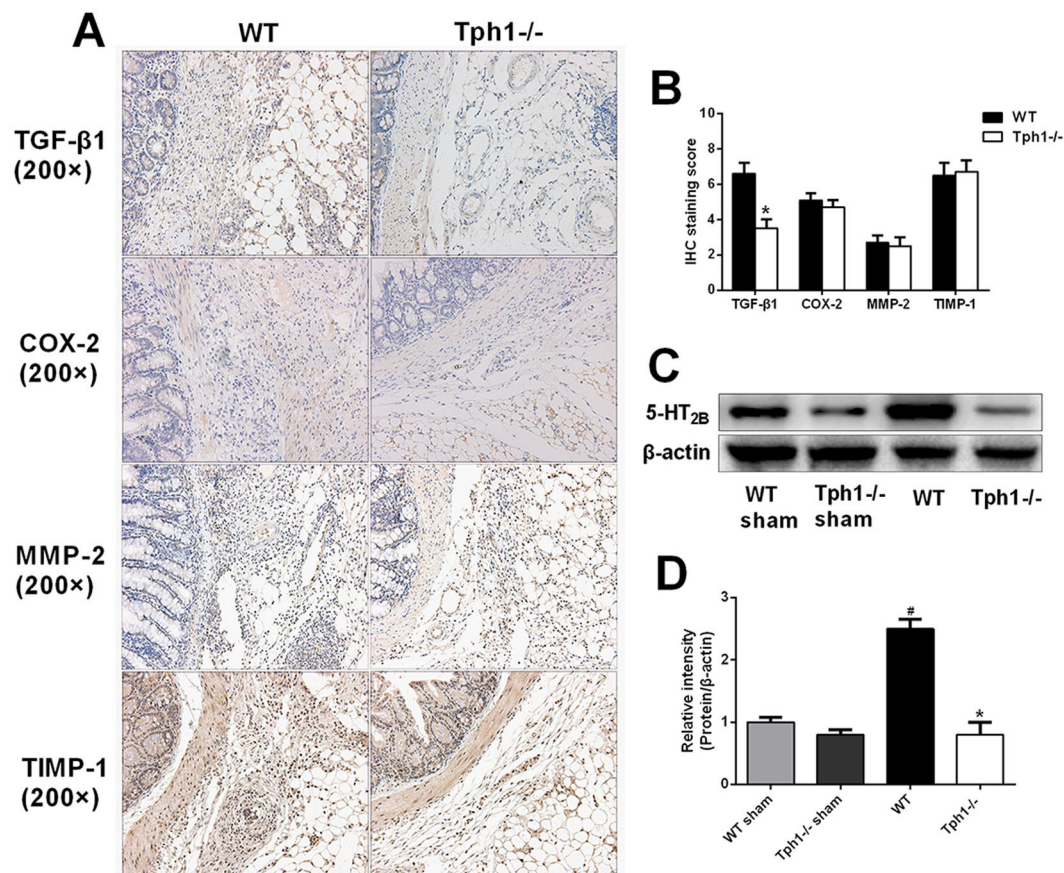 A
WT
Tph1-/-
TGF-β1
(200×)
COX-2
(200×)
MMP-2
(200×)
TIMP-1
(200×)
B
WT
Tph1-/-
IHC staining score
10
8
6
4
2
0
*
TGF-β1
COX-2
MMP-2
TIMP-1
C
5-HT2B
β-actin
WT
sham
Tph1-/-
sham
WT
Tph1-/-
D
Relative intensity
(Protein/β-actin)
3
2
1
0
#
*
WT sham
Tph1-/- sham
WT
Tph1-/-